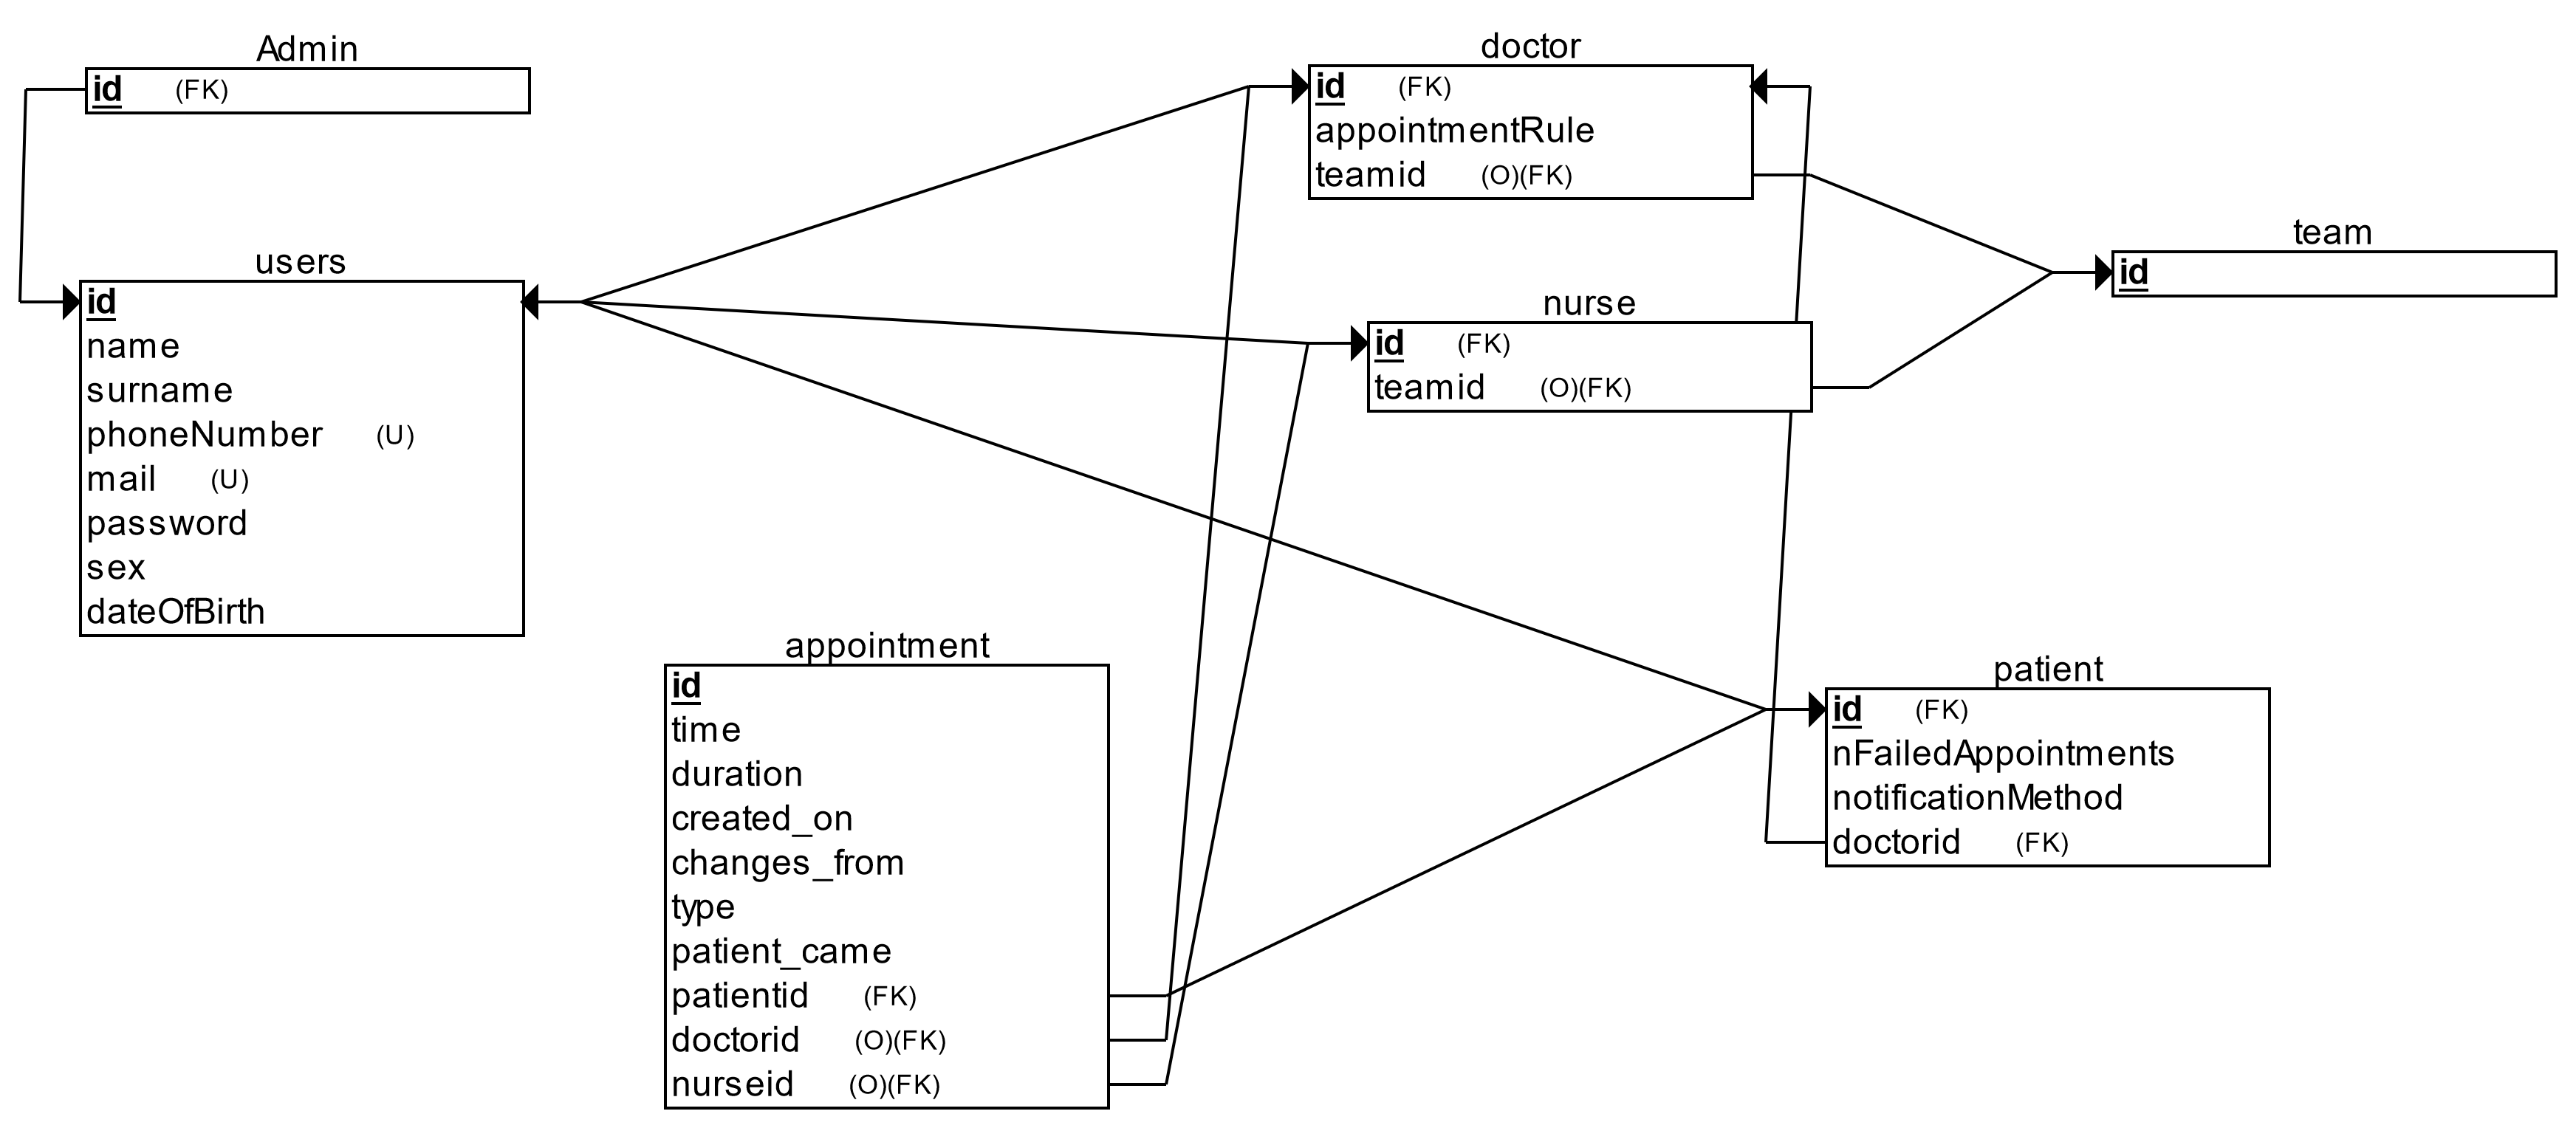 Admin
id (FK)
users
id
name
surname
phoneNumber (U)
mail (U)
password
sex
dateOfBirth
appointment
id
time
duration
created_on
changes_from
type
patient_came
patientid (FK)
doctorid (O)(FK)
nurseid (O)(FK)
doctor
id (FK)
appointmentRule
teamid (O)(FK)
nurse
id (FK)
teamid (O)(FK)
team
id
patient
id (FK)
nFailedAppointments
notificationMethod
doctorid (FK)